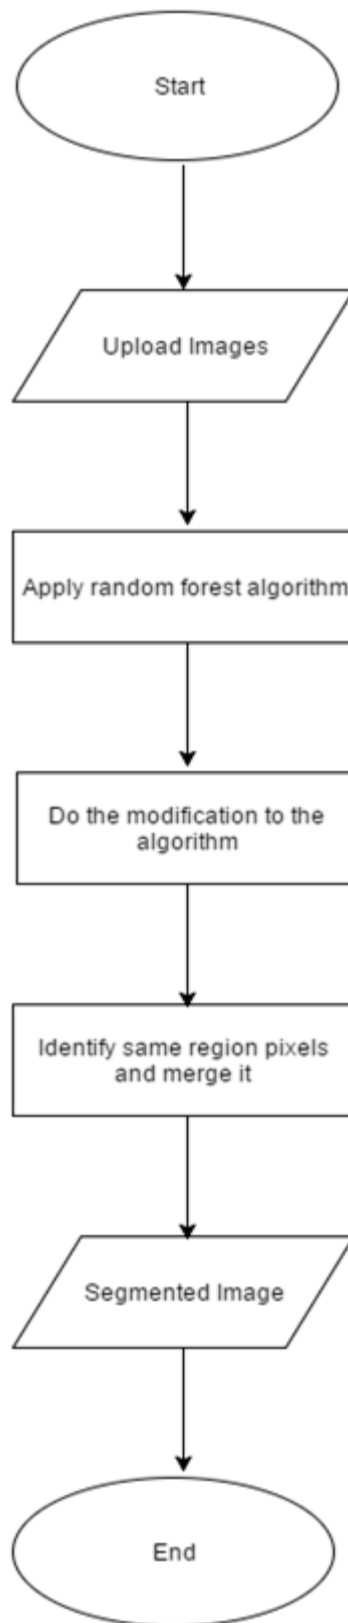 Start
Upload Images
Apply random forest algorithm
Do the modification to the
algorithm
Identify same region pixels
and merge it
Segmented Image
End